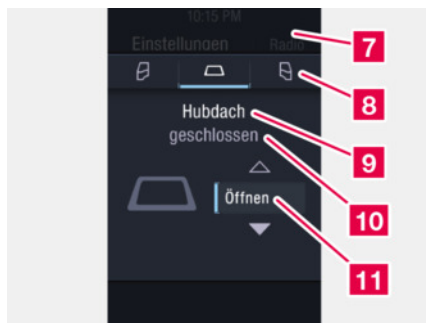 10:15 PM
Einstellungen Radio
7
8
Hubdach
geschlossen
9
Öffnen
10
11